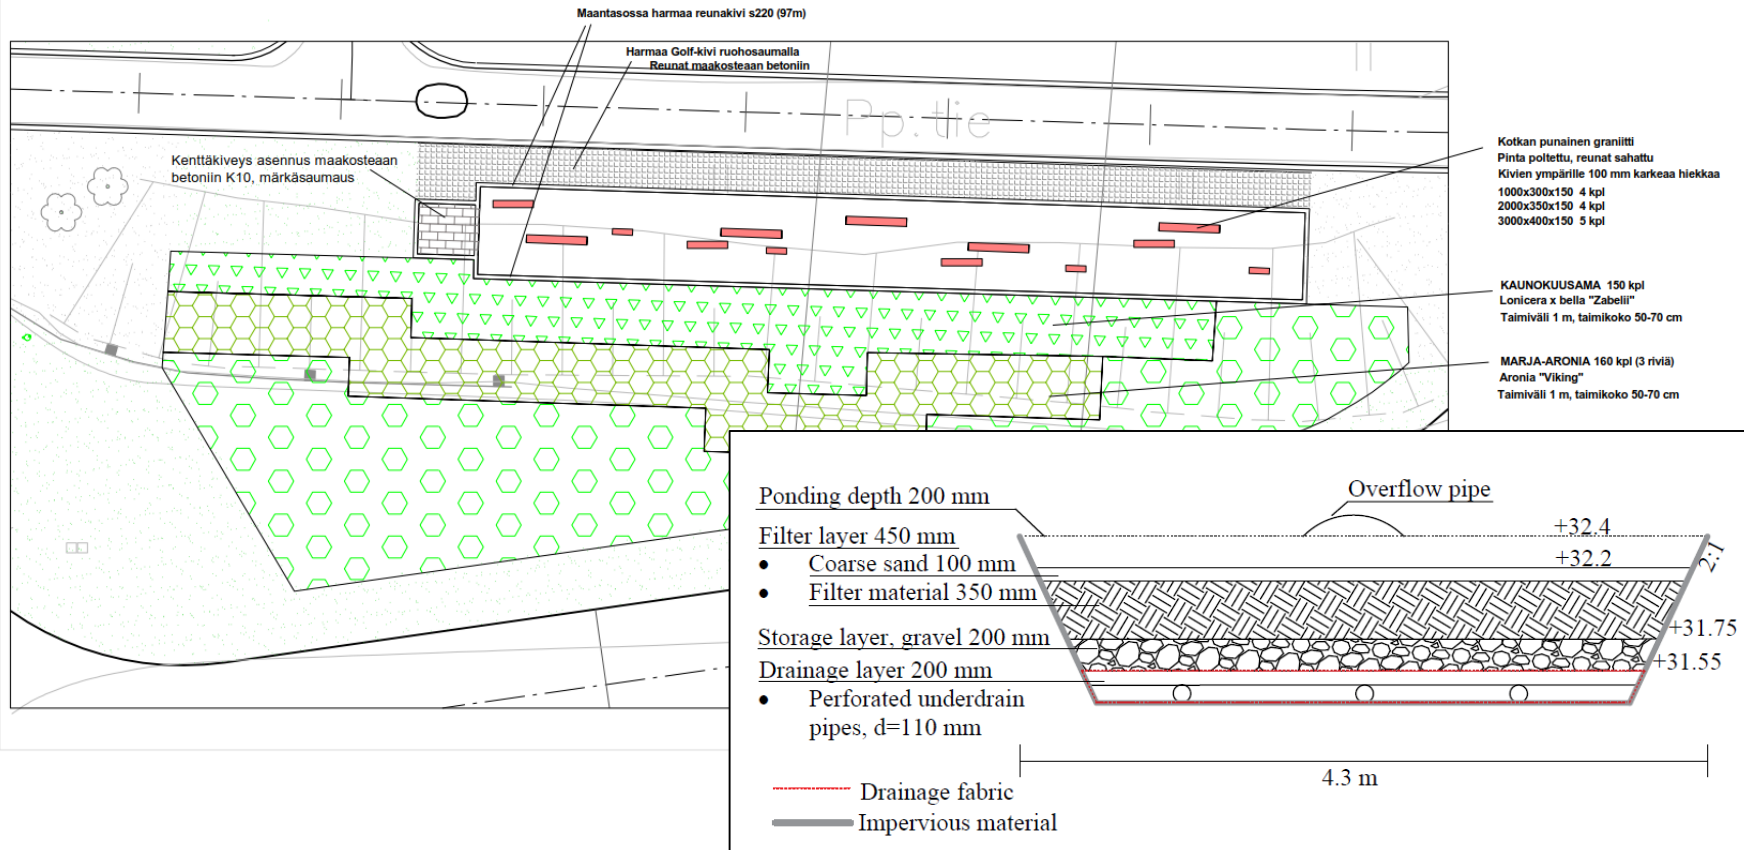 Maantasossa harmaa reunakivi s220 (97m)
Harmaa Golf-kivi ruohosaumalla
Reunat maakosteaan betoniin
Pp.tie
Kenttäkiveys asennus maakosteaan
betoniin K10, märkäsaumaus
Kotkan punainen graniitti
Pinta poltettu, reunat sahattu
Kivien ympärille 100 mm karkeaa hiekkaa
1000x300x150 4 kpl
2000x350x150 4 kpl
3000x400x150 5 kpl
KAUNOKUUSAMA 150 kpl
Lonicera x bella "Zabelii"
Taimiväli 1 m, taimikoko 50-70 cm
MARJA-ARONIA 160 kpl (3 riviä)
Aronia "Viking"
Taimiväli 1 m, taimikoko 50-70 cm
Ponding depth 200 mm
Filter layer 450 mm
• Coarse sand 100 mm
• Filter material 350 mm
Storage layer, gravel 200 mm
Drainage layer 200 mm
• Perforated underdrain
pipes, d=110 mm
Overflow pipe
+32.4
+32.2
2:1
+31.75
+31.55
4.3 m
Drainage fabric
Impervious material